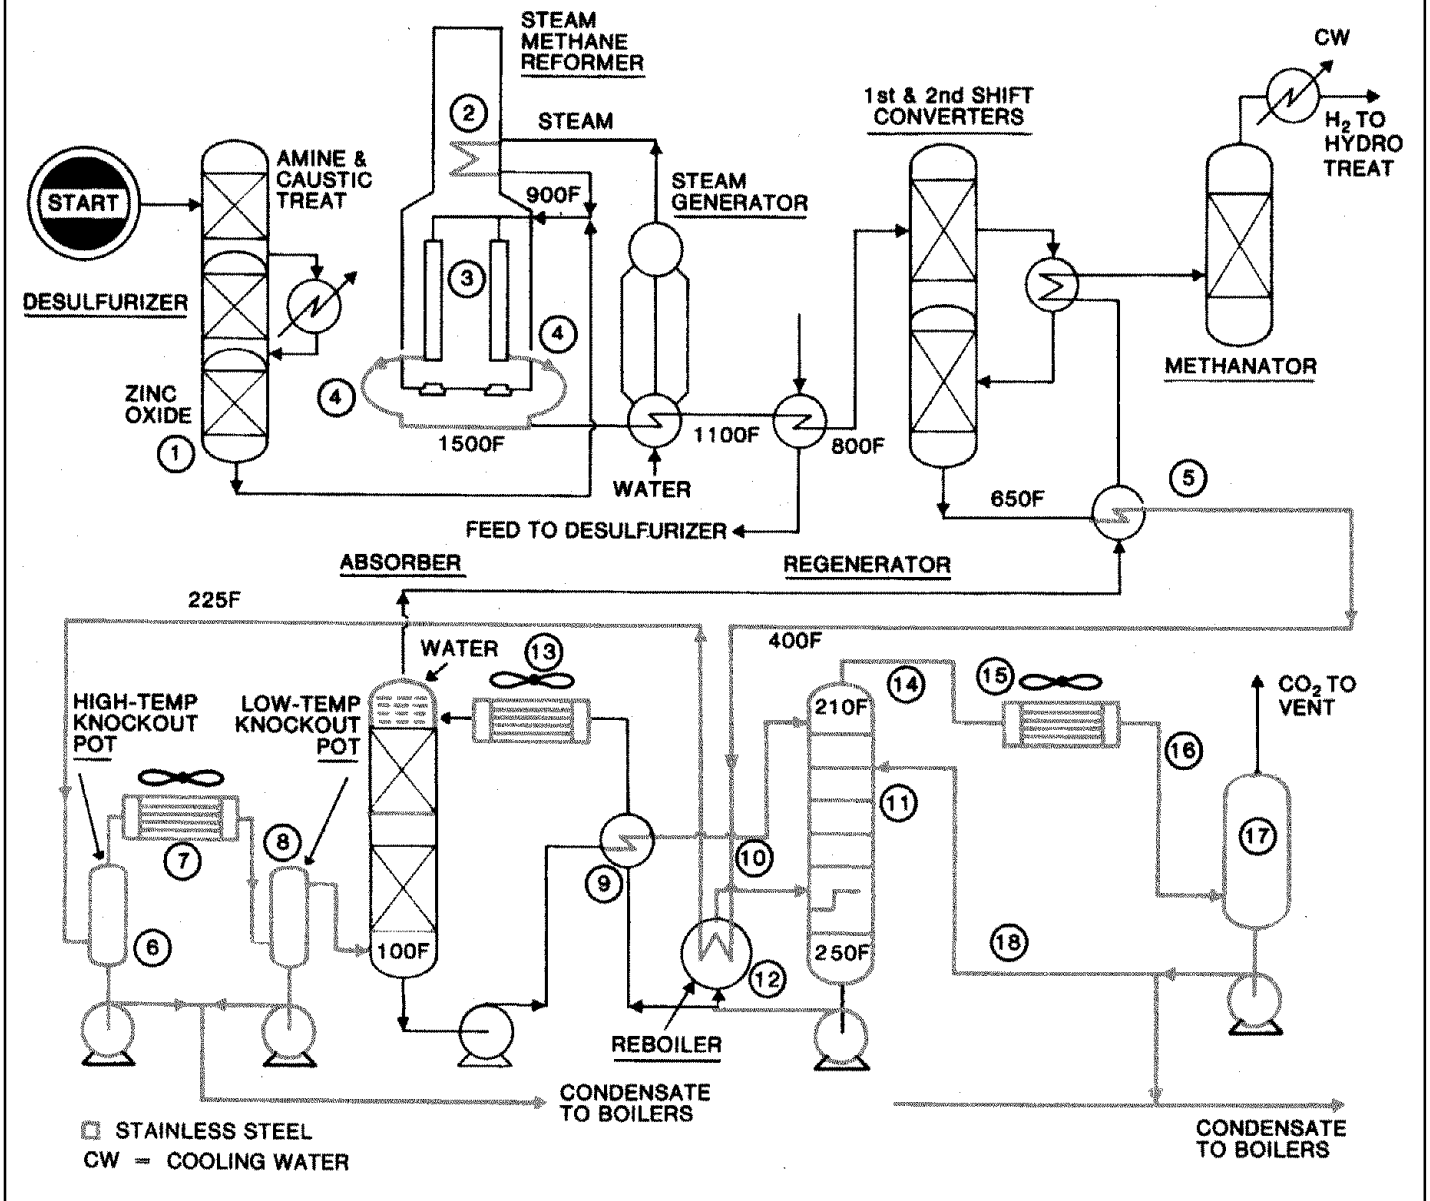 STEAM
METHANE
REFORMER
CW
1st & 2nd SHIFT
CONVERTERS
2
STEAM
H2 TO
HYDRO
TREAT
AMINE &
CAUSTIC
TREAT
START
900F
STEAM
GENERATOR
3
DESULFURIZER
4
METHANATOR
ZINC
OXIDE
4
1
1500F
1100F
800F
5
WATER
650F
FEED TO DESULFURIZER
ABSORBER
REGENERATOR
225F
400F
WATER
13
14
15
CO2 TO
VENT
HIGH-TEMP
KNOCKOUT
POT
LOW-TEMP
KNOCKOUT
POT
210F
16
11
7
8
9
10
17
6
100F
250F
12
18
REBOILER
CONDENSATE
TO BOILERS
CONDENSATE
TO BOILERS
STAINLESS STEEL
CW = COOLING WATER